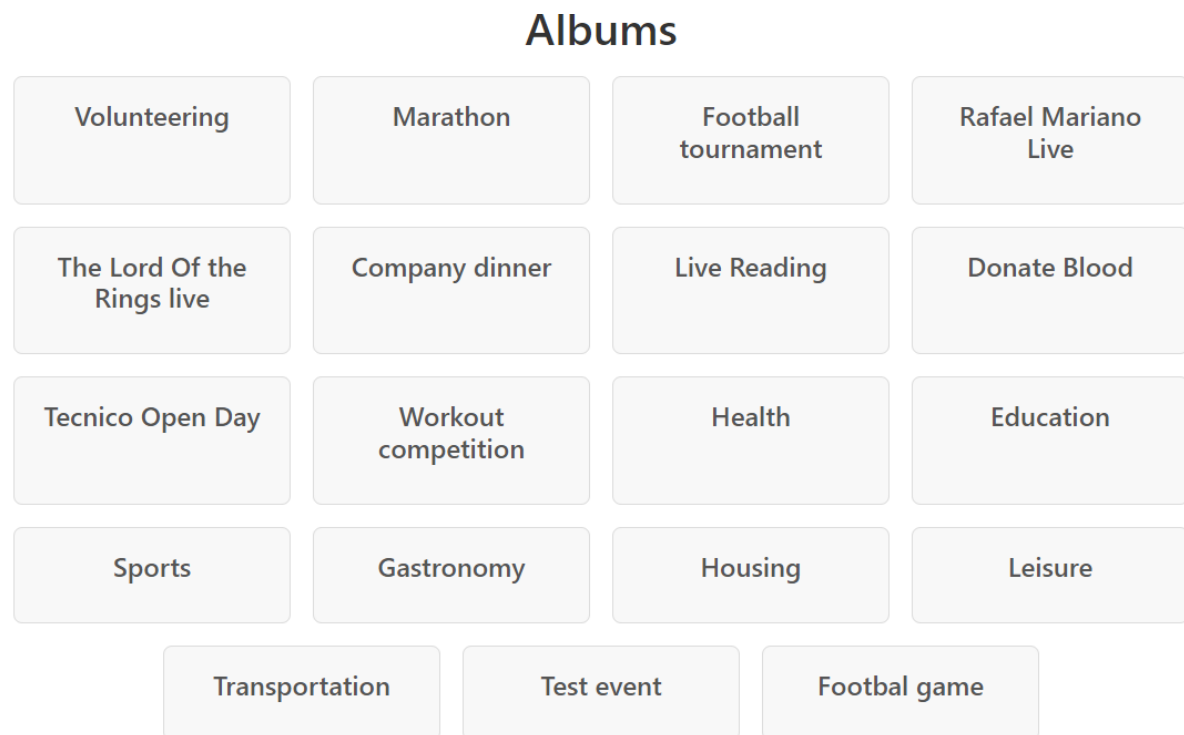 Albums
Volunteering
Marathon
Football
tournament
Rafael Mariano
Live
The Lord Of the
Rings live
Company dinner
Live Reading
Donate Blood
Tecnico Open Day
Workout
competition
Health
Education
Sports
Gastronomy
Housing
Leisure
Transportation
Test event
Footbal game